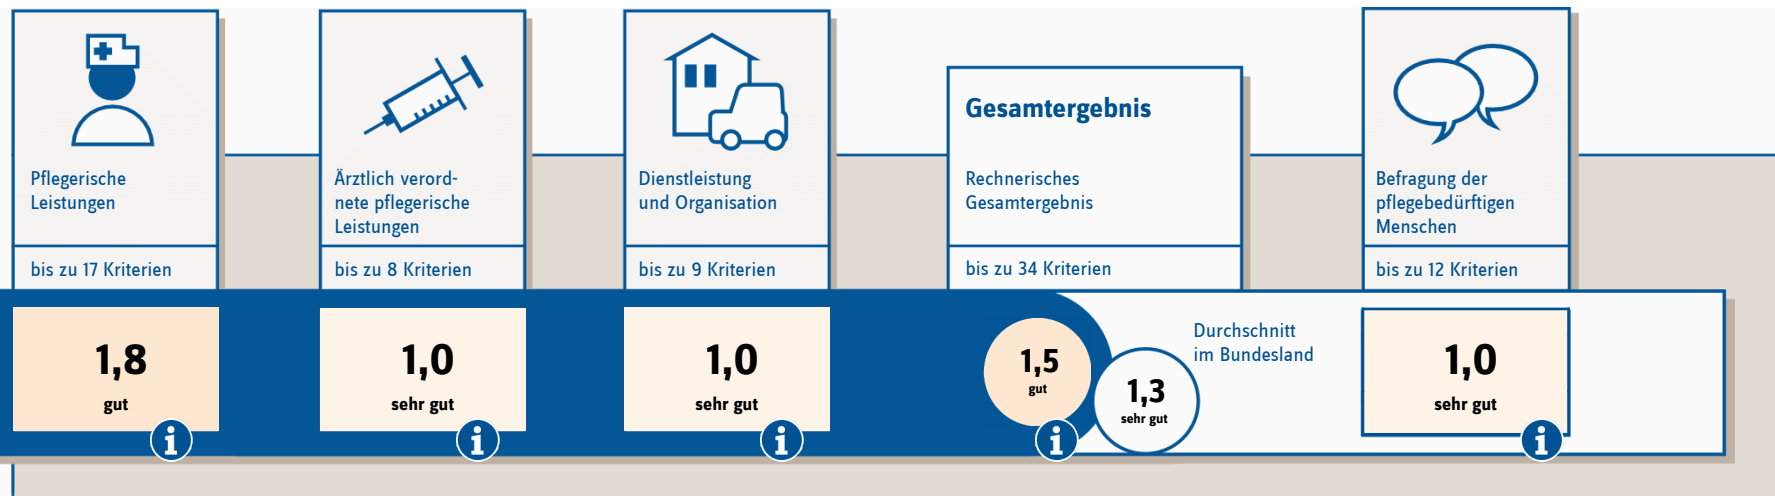 Pflegerische
Leistungen
bis zu 17 Kriterien
1,8
gut
i
Ärztlich verord-
nete pflegerische
Leistungen
bis zu 8 Kriterien
1,0
sehr gut
i
Dienstleistung
und Organisation
bis zu 9 Kriterien
1,0
sehr gut
i
Gesamtergebnis
Rechnerisches
Gesamtergebnis
bis zu 34 Kriterien
1,5
gut
i
1,3
sehr gut
Durchschnitt
im Bundesland
Befragung der
pflegebedürftigen
Menschen
bis zu 12 Kriterien
1,0
sehr gut
i